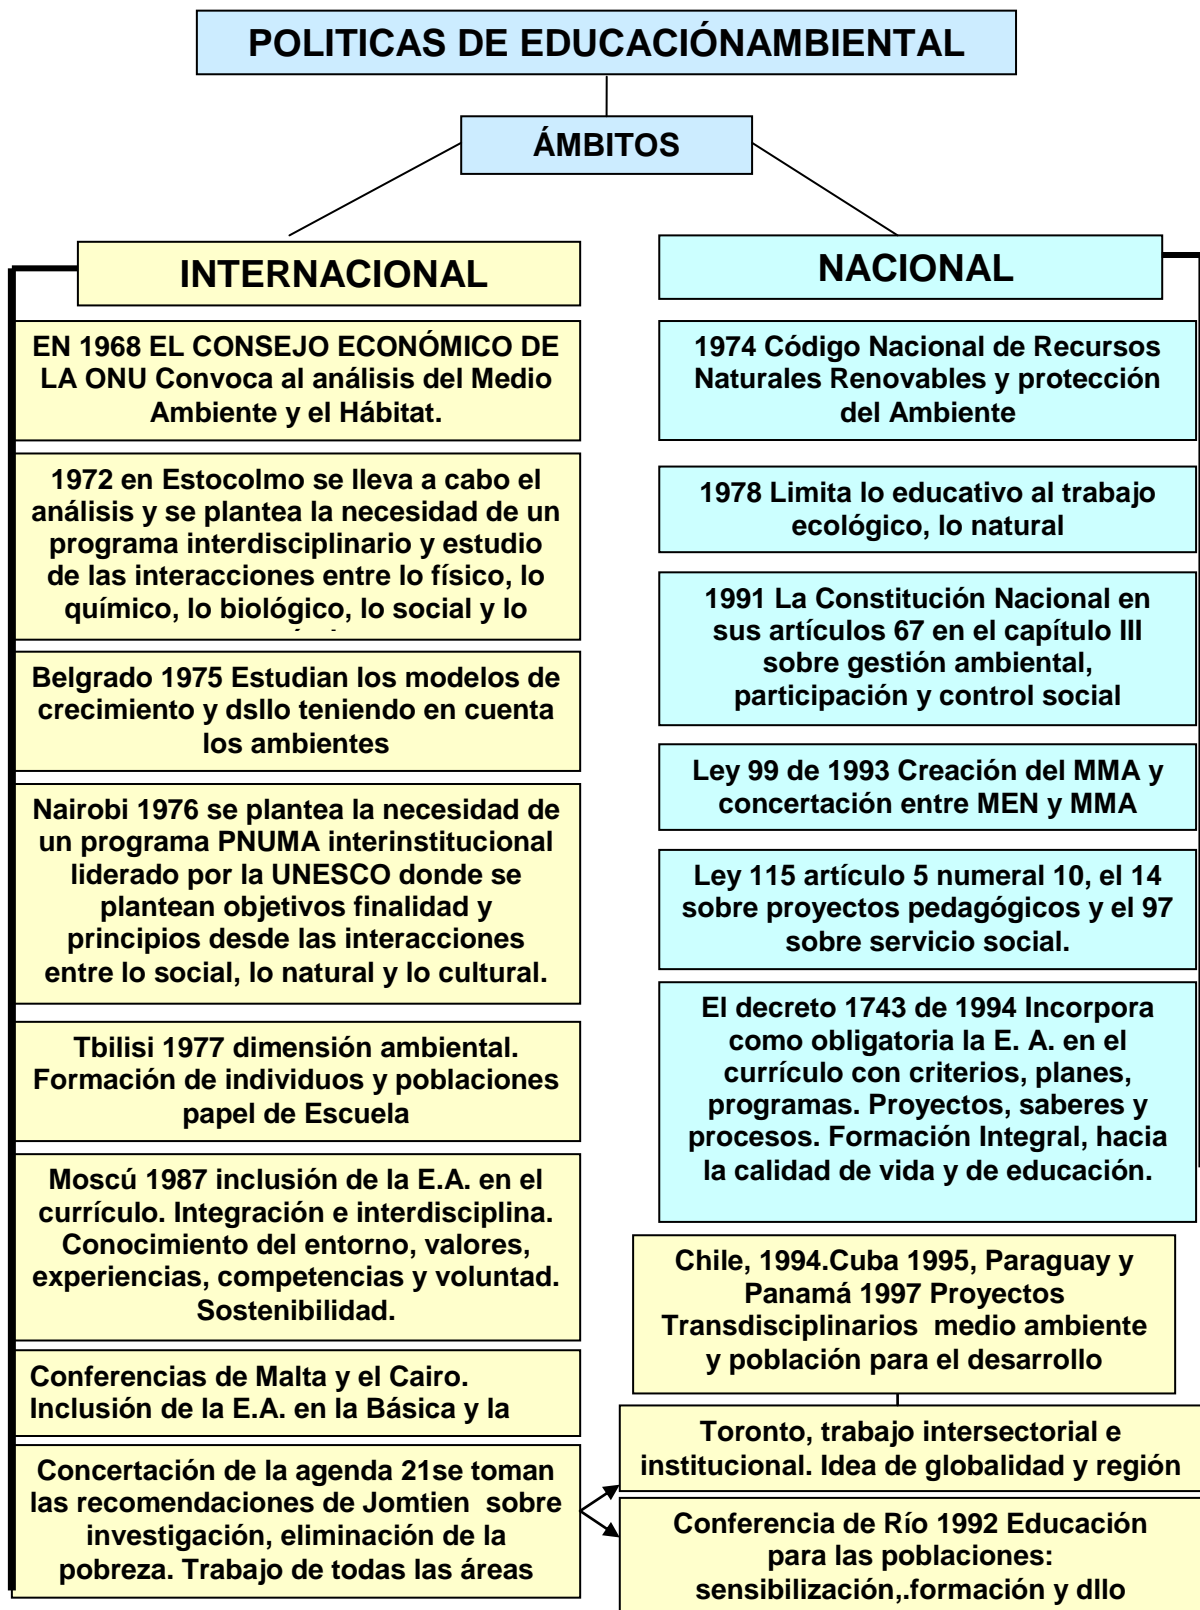 POLITICAS DE EDUCACIÓNAMBIENTAL
ÁMBITOS
INTERNACIONAL
EN 1968 EL CONSEJO ECONÓMICO DE
LA ONU Convoca al análisis del Medio
Ambiente y el Hábitat.
1972 en Estocolmo se lleva a cabo el
análisis y se plantea la necesidad de un
programa interdisciplinario y estudio
de las interacciones entre lo físico, lo
químico, lo biológico, lo social y lo
Belgrado 1975 Estudian los modelos de
crecimiento y dsllo teniendo en cuenta
los ambientes
Nairobi 1976 se plantea la necesidad de
un programa PNUMA interinstitucional
liderado por la UNESCO donde se
plantean objetivos finalidad y
principios desde las interacciones
entre lo social, lo natural y lo cultural.
Tbilisi 1977 dimensión ambiental.
Formación de individuos y poblaciones
papel de Escuela
Moscú 1987 inclusión de la E.A. en el
currículo. Integración e interdisciplina.
Conocimiento del entorno, valores,
experiencias, competencias y voluntad.
Sostenibilidad.
Conferencias de Malta y el Cairo.
Inclusión de la E.A. en la Básica y la
Concertación de la agenda 21se toman
las recomendaciones de Jomtien sobre
investigación, eliminación de la
pobreza. Trabajo de todas las áreas
NACIONAL
1974 Código Nacional de Recursos
Naturales Renovables y protección
del Ambiente
1978 Limita lo educativo al trabajo
ecológico, lo natural
1991 La Constitución Nacional en
sus artículos 67 en el capítulo III
sobre gestión ambiental,
participación y control social
Ley 99 de 1993 Creación del MMA y
concertación entre MEN y MMA
Ley 115 artículo 5 numeral 10, el 14
sobre proyectos pedagógicos y el 97
sobre servicio social.
El decreto 1743 de 1994 Incorpora
como obligatoria la E. A. en el
currículo con criterios, planes,
programas. Proyectos, saberes y
procesos. Formación Integral, hacia
la calidad de vida y de educación.
Chile, 1994.Cuba 1995, Paraguay y
Panamá 1997 Proyectos
Transdisciplinarios medio ambiente
y población para el desarrollo
Toronto, trabajo intersectorial e
institucional. Idea de globalidad y región
Conferencia de Río 1992 Educación
para las poblaciones:
sensibilización,.formación y dllo